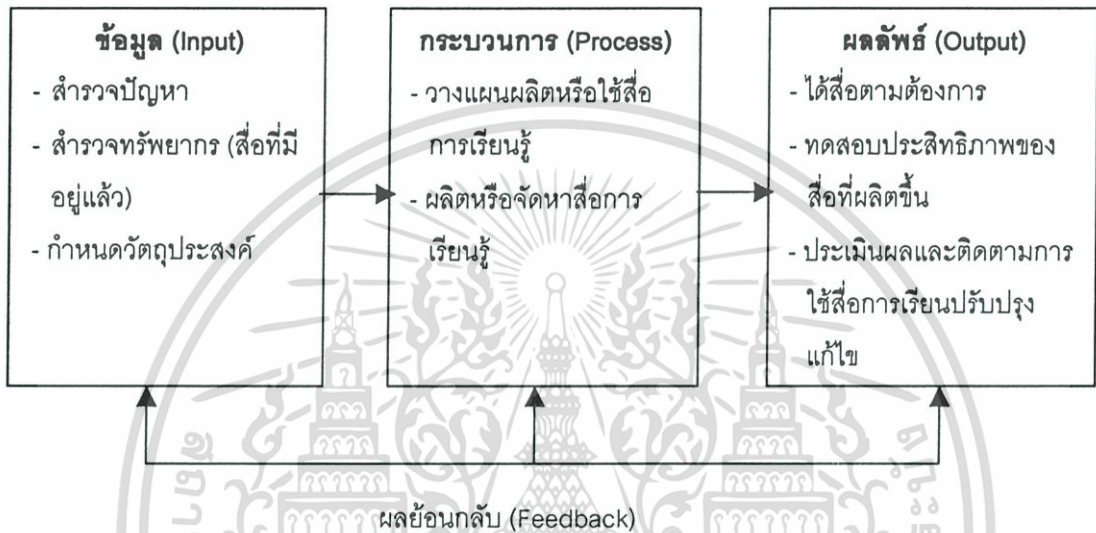 ข้อมูล (Input)
- สำรวจปัญหา
- สำรวจทรัพยากร (สื่อที่มี
อยู่แล้ว)
- กำหนดวัตถุประสงค์
กระบวนการ (Process)
- วางแผนผลิตหรือใช้สื่อ
การเรียนรู้
- ผลิตหรือจัดหาสื่อการ
เรียนรู้
ผลลัพธ์ (Output)
- ได้สื่อตามต้องการ
- ทดสอบประสิทธิภาพของ
สื่อที่ผลิตขึ้น
- ประเมินผลและติดตามการ
ใช้สื่อการเรียนปรับปรุง
แก้ไข
ผลย้อนกลับ (Feedback)